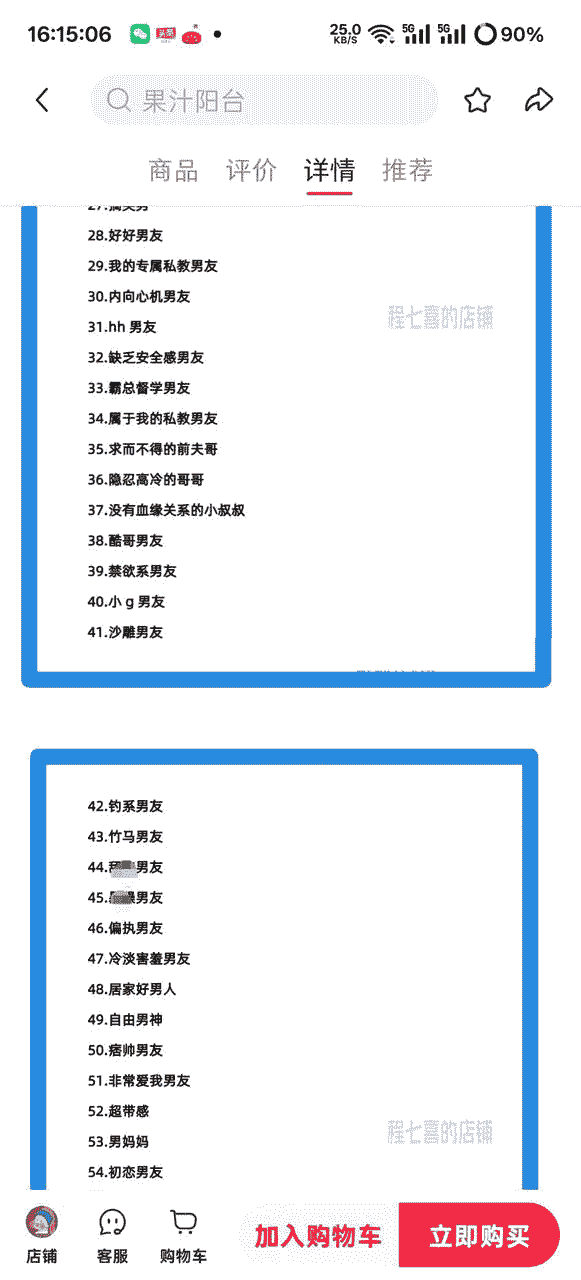 16:15:06
25.0 KB/S 5G 5G 90%
果汁阳台
商品 评价 详情 推荐
28.好好男友
29.我的专属私教男友
30.内向心机男友
程七喜的店铺
31.hh 男友
32.缺乏安全感男友
33.霸总督学男友
34.属于我的私教男友
35.求而不得的前夫哥
36.隐忍高冷的哥哥
37.没有血缘关系的小叔叔
38.酷哥男友
39.禁欲系男友
40.小 g 男友
41.沙雕男友
42.钓系男友
43.竹马男友
44.男友
45.男友
46.偏执男友
47.冷淡害羞男友
48.居家好男人
49.自由男神
50.痞帅男友
51.非常爱我男友
52.超带感
程七喜的店铺
53.男妈妈
54.初恋男友
店铺 客服 购物车 加入购物车 立即购买